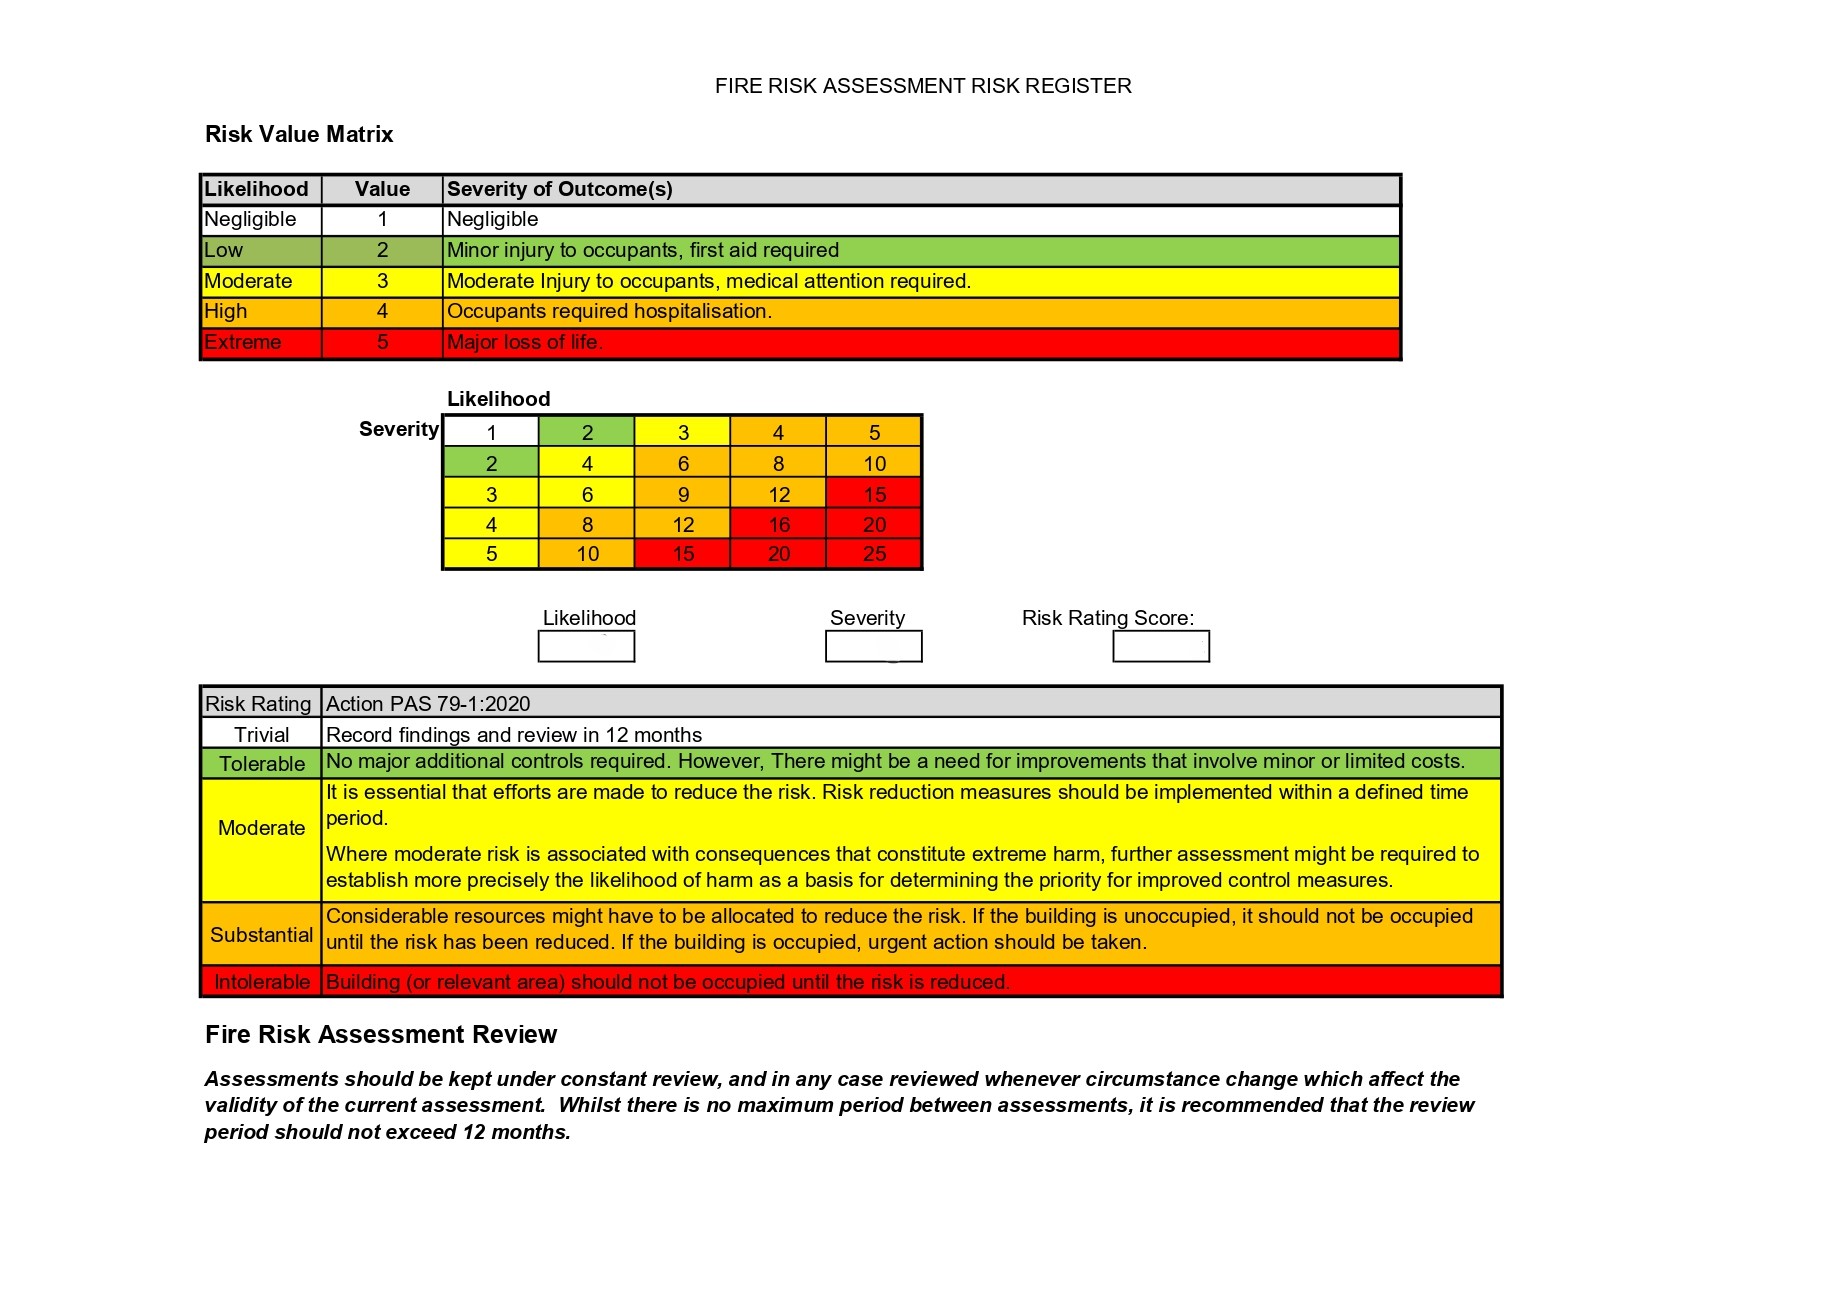 FIRE RISK ASSESSMENT RISK REGISTER
Risk Value Matrix
Likelihood Value Severity of Outcome(s)
Negligible 1 Negligible
Low 2 Minor injury to occupants, first aid required
Moderate 3 Moderate Injury to occupants, medical attention required.
High 4 Occupants required hospitalisation.
Extreme 5 Major loss of life.
Likelihood
Severity 1 2 3 4 5
2 4 6 8 10
3 6 9 12 15
4 8 12 16 20
5 10 15 20 25
Likelihood Severity Risk Rating Score:
Risk Rating Action PAS 79-1:2020
Trivial Record findings and review in 12 months
Tolerable No major additional controls required. However, There might be a need for improvements that involve minor or limited costs.
Moderate It is essential that efforts are made to reduce the risk. Risk reduction measures should be implemented within a defined time
period.
Where moderate risk is associated with consequences that constitute extreme harm, further assessment might be required to
establish more precisely the likelihood of harm as a basis for determining the priority for improved control measures.
Substantial Considerable resources might have to be allocated to reduce the risk. If the building is unoccupied, it should not be occupied
until the risk has been reduced. If the building is occupied, urgent action should be taken.
Intolerable Building (or relevant area) should not be occupied until the risk is reduced.
Fire Risk Assessment Review
Assessments should be kept under constant review, and in any case reviewed whenever circumstance change which affect the
validity of the current assessment. Whilst there is no maximum period between assessments, it is recommended that the review
period should not exceed 12 months.